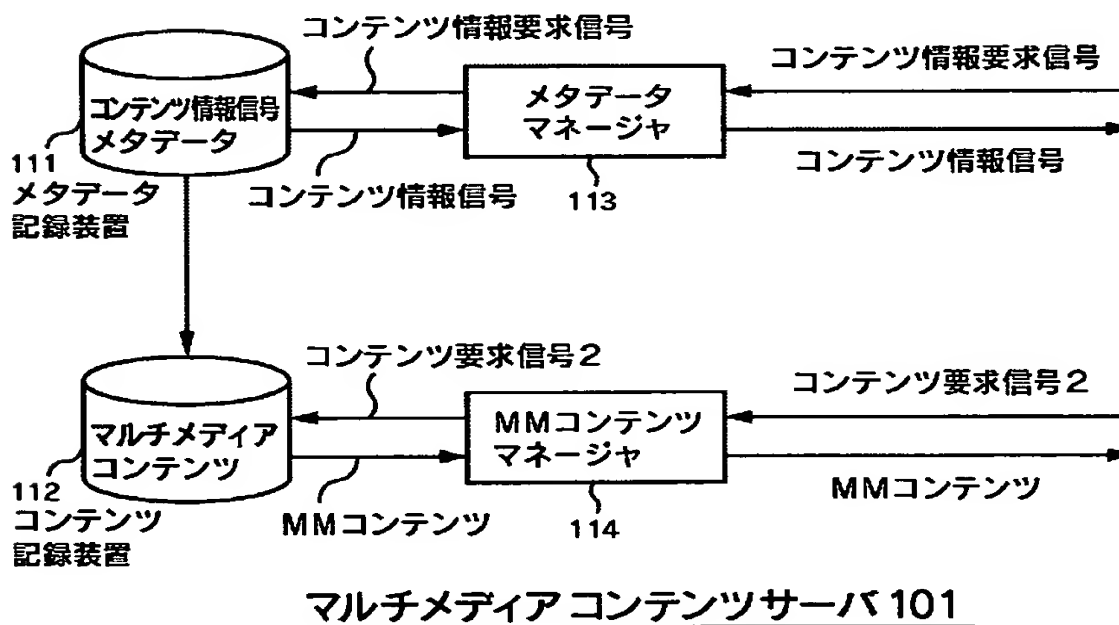 コンテンツ情報要求信号
コンテンツ情報要求信号
コンテンツ情報信号
メタデータ
メタデータ
マネージャ
111
メタデータ
記録装置
コンテンツ情報信号
113
コンテンツ情報信号
コンテンツ要求信号2
コンテンツ要求信号2
マルチメディア
コンテンツ
MMコンテンツ
マネージャ
112
コンテンツ
記録装置
MMコンテンツ
114
MMコンテンツ
マルチメディア コンテンツサーバ 101